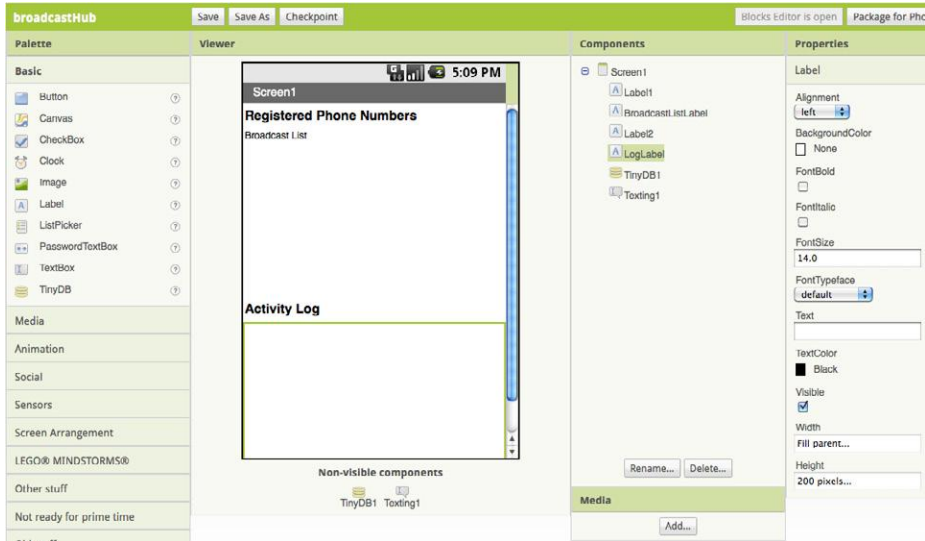 broadcastHub
Save
Save As
Checkpoint
Blocks Editor is open
Package for Pho
Palette
Viewer
Components
Properties
Basic
Button
Canvas
CheckBox
Clock
Image
Label
ListPicker
PasswordTextBox
TextBox
TinyDB
Media
Animation
Social
Sensors
Screen Arrangement
LEGO® MINDSTORMS®
Other stuff
Not ready for prime time
5:09 PM
Screen1
Registered Phone Numbers
Broadcast List
Activity Log
Non-visible components
TinyDB1
Texting1
Screen1
Label1
BroadcastListLabel
Label2
LogLabel
TinyDB1
Texting1
Rename...
Delete...
Media
Add...
Label
Alignment
left
BackgroundColor
None
FontBold
FontItalic
FontSize
14.0
FontTypeface
default
Text
TextColor
Black
Visible
Width
Fill parent...
Height
200 pixels...